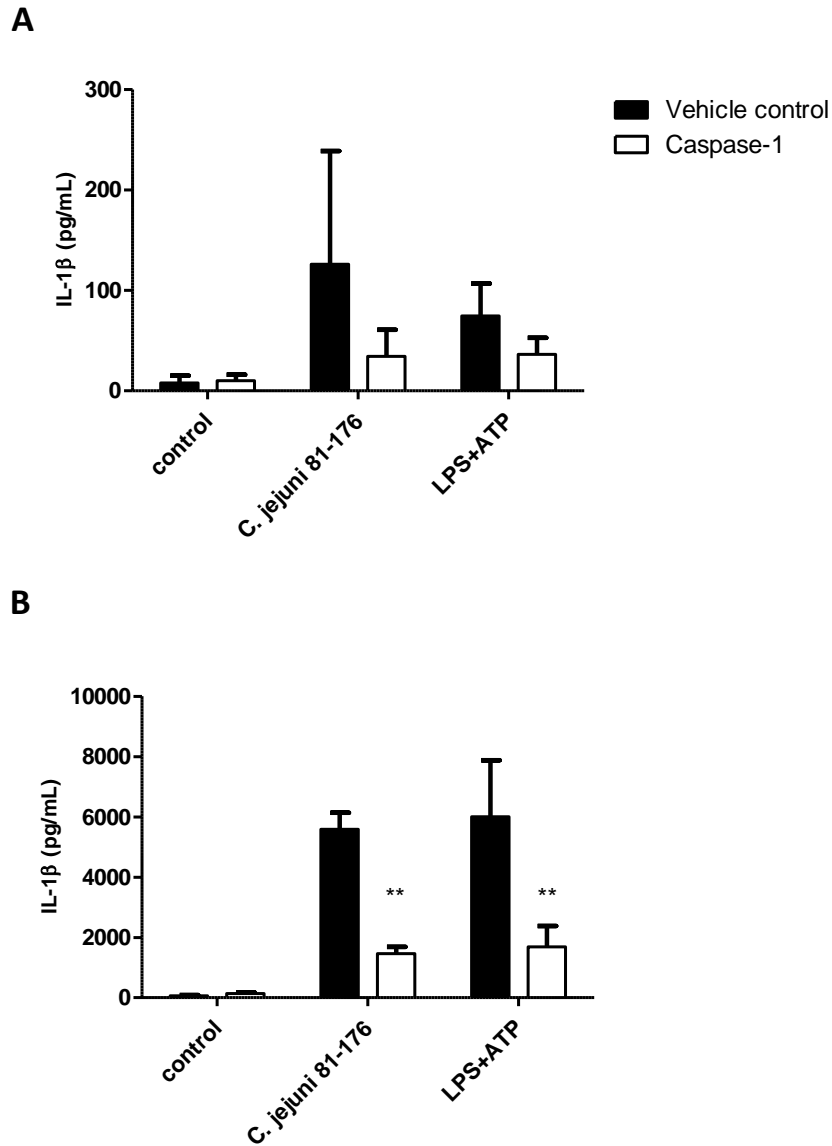 A
300
200
100
0
IL-1β (pg/mL)
Vehicle control
Caspase-1
control
C. jejuni 81-176
LPS+ATP
B
10000
8000
6000
4000
2000
0
IL-1β (pg/mL)
**
**
control
C. jejuni 81-176
LPS+ATP